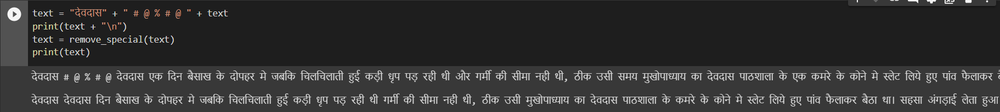 text = "देवदास" + " # @ % # @ " + text
print(text + "\n")
text = remove_special(text)
print(text)
देवदास # @ % # @ देवदास एक दिन बैसाख के दोपहर मे जबकि चिलचिलाती हुई कड़ी धृप पड़ रही थी और गर्मी की सीमा नही थी, ठीक उसी समय मुखोपाध्याय का देवदास पाठशाला के एक कमरे के कोने मे स्लेट लिये हुए पांव फैलाकर
देवदास देवदास दिन बैसाख के दोपहर मे जबकि चिलचिलाती हुई कड़ी धृप पड़ रही थी गर्मी की सीमा नही थी, ठीक उसी मुखोपाध्याय का देवदास पाठशाला के कमरे के कोने मे स्लेट लिये हुए पांव फैलाकर बैठा था। सहसा अंगड़ाई लेता हुआ